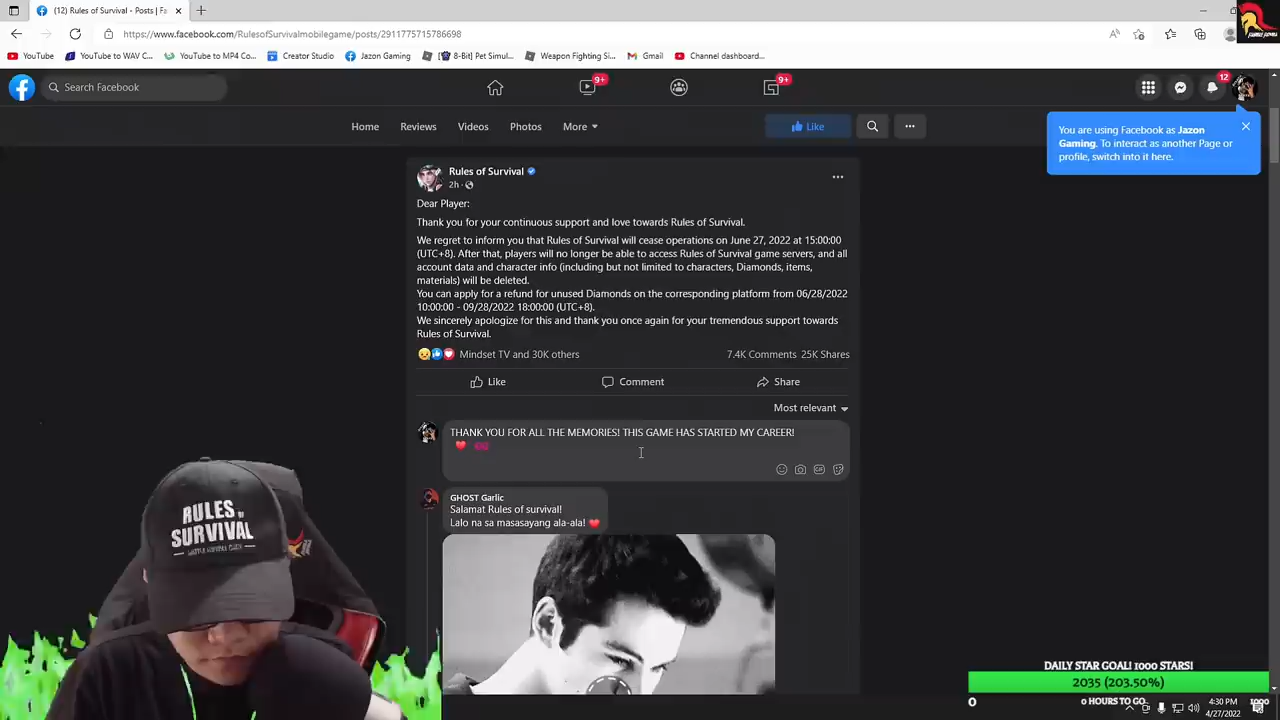 (12) Rules of Survival - Posts | Fa
https://www.facebook.com/RulesofSurvivalmobilegame/posts/2911775715786698
YouTube
YouTube to WAV C...
YouTube to MP4 Co...
Creator Studio
Jazon Gaming
[8-Bit] Pet Simul...
Weapon Fighting Si...
Gmail
Channel dashboard...
Search Facebook
9+
9+
12
Home
Reviews
Videos
Photos
More
Like
You are using Facebook as Jazon
Gaming. To interact as another Page or
profile, switch into it here.
Rules of Survival
2h
Dear Player:
Thank you for your continuous support and love towards Rules of Survival.
We regret to inform you that Rules of Survival will cease operations on June 27, 2022 at 15:00:00
(UTC+8). After that, players will no longer be able to access Rules of Survival game servers, and all
account data and character info (including but not limited to characters, Diamonds, items,
materials) will be deleted.
You can apply for a refund for unused Diamonds on the corresponding platform from 06/28/2022
10:00:00 - 09/28/2022 18:00:00 (UTC+8).
We sincerely apologize for this and thank you once again for your tremendous support towards
Rules of Survival.
Mindset TV and 30K others
7.4K Comments 25K Shares
Like
Comment
Share
Most relevant
THANK YOU FOR ALL THE MEMORIES! THIS GAME HAS STARTED MY CAREER!
GIF
GHOST Garlic
Salamat Rules of survival!
Lalo na sa masasayang ala-ala!
RULES OF
SURVIVAL
DAILY STAR GOAL! 1000 STARS!
2035 (203.50%)
0
0 HOURS TO GO
1000
4:30 PM
4/27/2022